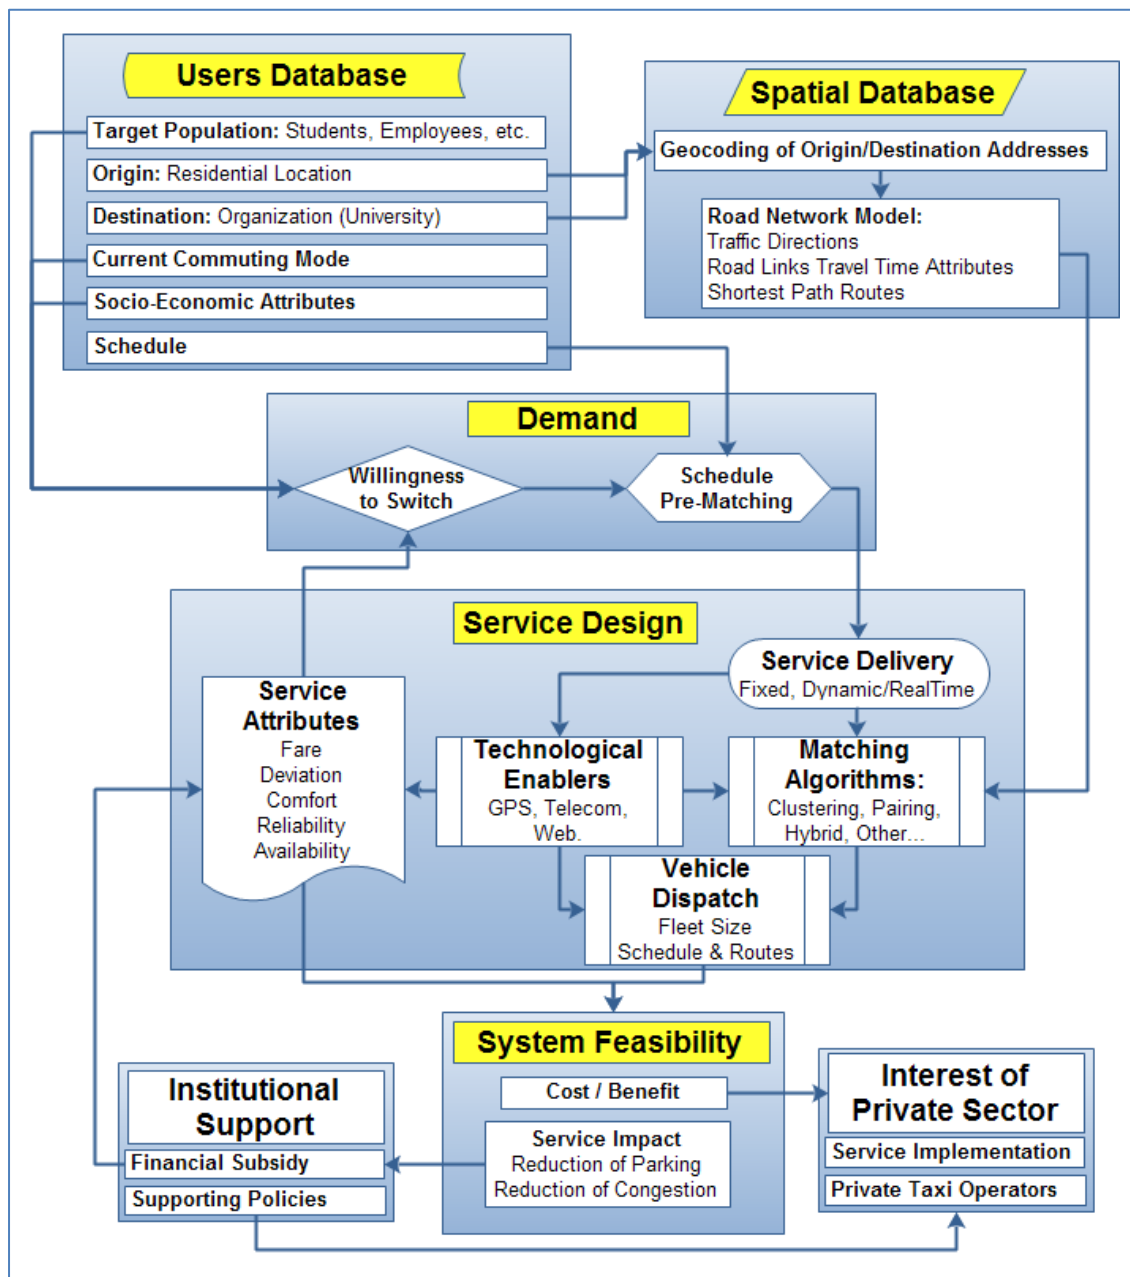 Users Database
Target Population: Students, Employees, etc.
Origin: Residential Location
Destination: Organization (University)
Current Commuting Mode
Socio-Economic Attributes
Schedule
Spatial Database
Geocoding of Origin/Destination Addresses
Road Network Model:
Traffic Directions
Road Links Travel Time Attributes
Shortest Path Routes
Demand
Willingness
to Switch
Schedule
Pre-Matching
Service Design
Service Delivery
Fixed, Dynamic/RealTime
Service
Attributes
Fare
Deviation
Comfort
Reliability
Availability
Technological
Enablers
GPS, Telecom,
Web.
Matching
Algorithms:
Clustering, Pairing,
Hybrid, Other...
Vehicle
Dispatch
Fleet Size
Schedule & Routes
System Feasibility
Cost / Benefit
Service Impact
Reduction of Parking
Reduction of Congestion
Institutional
Support
Financial Subsidy
Supporting Policies
Interest of
Private Sector
Service Implementation
Private Taxi Operators